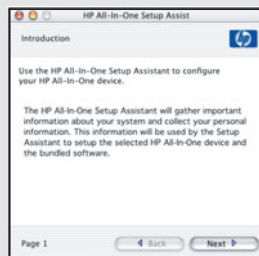 HP All-In-One Setup Assist
Introduction
hp
Use the HP All-In-One Setup Assistant to configure
your HP All-In-One device.
The HP All-In-One Setup Assistant will gather important
information about your system and collect your personal
information. This information will be used by the Setup
Assistant to setup the selected HP All-In-One device and
the bundled software.
Page 1
Back
Next